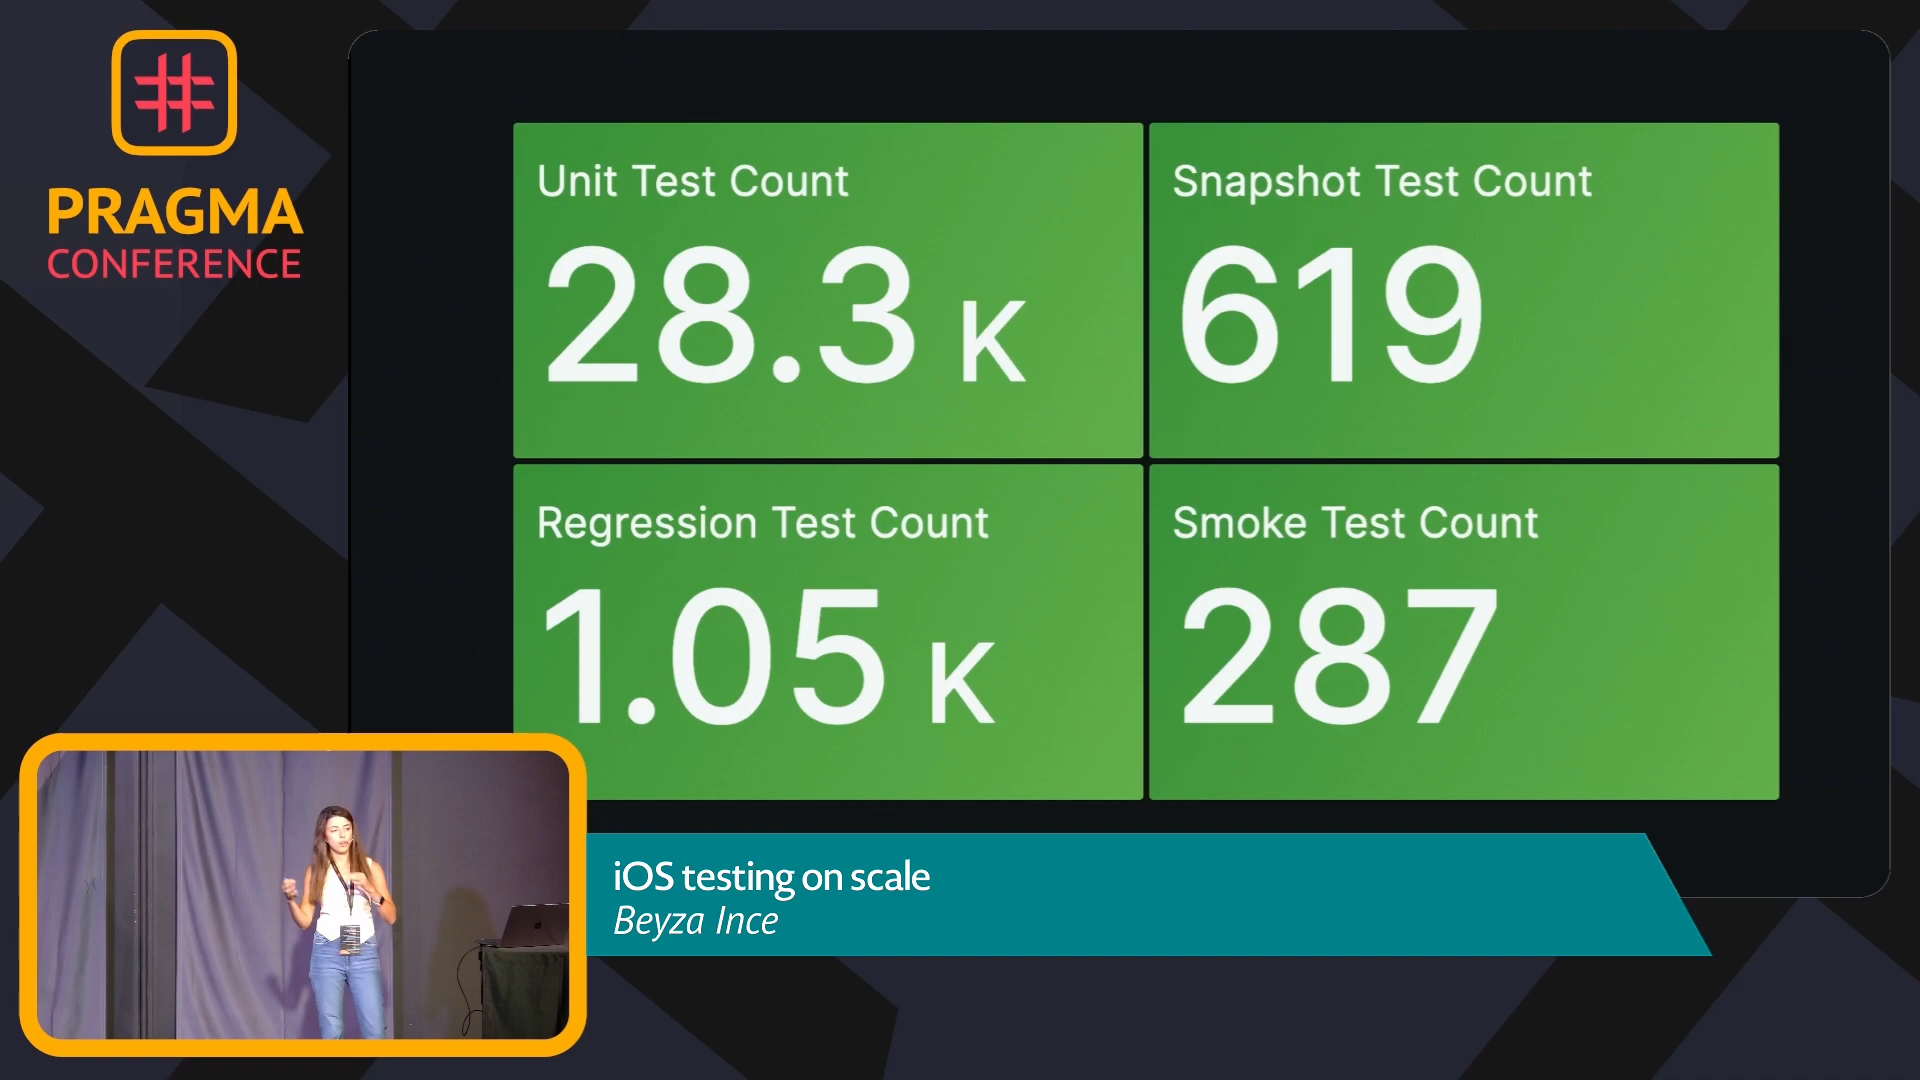 PRAGMA
CONFERENCE
Unit Test Count
28.3 K
Snapshot Test Count
619
Regression Test Count
1.05 K
Smoke Test Count
287
iOS testing on scale
Beyza Ince